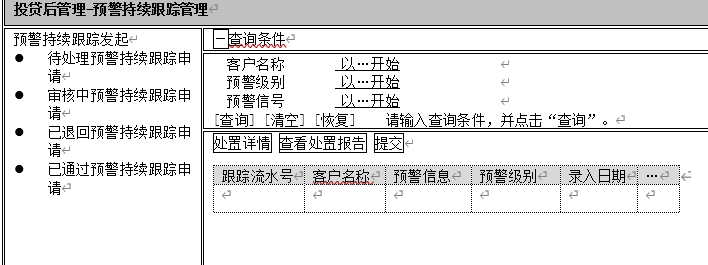 投贷后管理-预警持续跟踪管理
预警持续跟踪发起
● 待处理预警持续跟踪申
请
● 审核中预警持续跟踪申
请
● 已退回预警持续跟踪申
请
● 已通过预警持续跟踪申
请
－查询条件
客户名称 以…开始
预警级别 以…开始
预警信号 以…开始
[查询] [清空] [恢复] 请输入查询条件，并点击“查询”。
处置详情 查看处置报告 提交
跟踪流水号 客户名称 预警信息 预警级别 录入日期 …